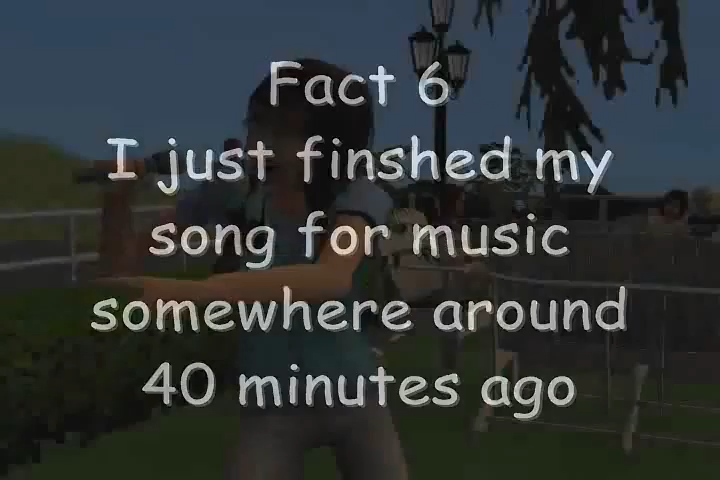 Fact 6
I just finshed my
song for music
somewhere around
40 minutes ago